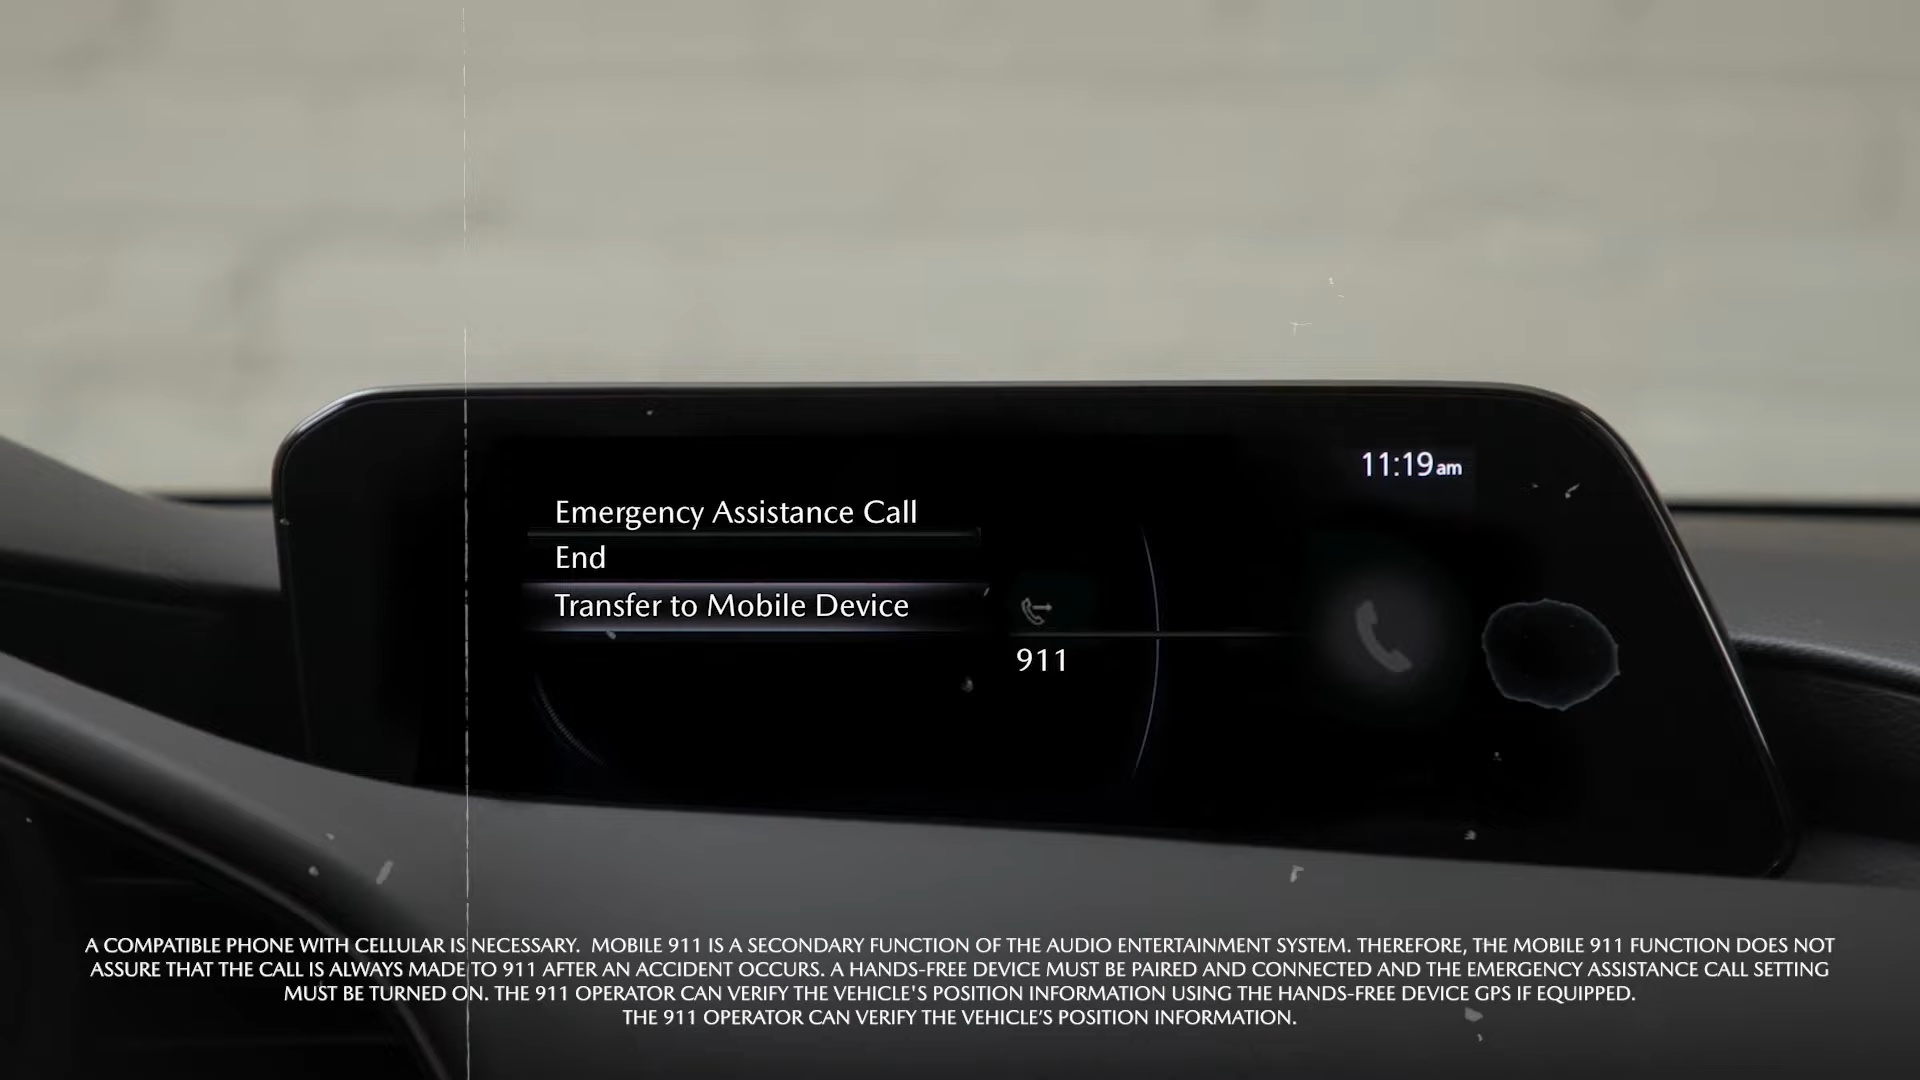 11:19am
Emergency Assistance Call
End
Transfer to Mobile Device
911
A COMPATIBLE PHONE WITH CELLULAR IS NECESSARY. MOBILE 911 IS A SECONDARY FUNCTION OF THE AUDIO ENTERTAINMENT SYSTEM. THEREFORE, THE MOBILE 911 FUNCTION DOES NOT
ASSURE THAT THE CALL IS ALWAYS MADE TO 911 AFTER AN ACCIDENT OCCURS. A HANDS-FREE DEVICE MUST BE PAIRED AND CONNECTED AND THE EMERGENCY ASSISTANCE CALL SETTING
MUST BE TURNED ON. THE 911 OPERATOR CAN VERIFY THE VEHICLE'S POSITION INFORMATION USING THE HANDS-FREE DEVICE GPS IF EQUIPPED.
THE 911 OPERATOR CAN VERIFY THE VEHICLE’S POSITION INFORMATION.